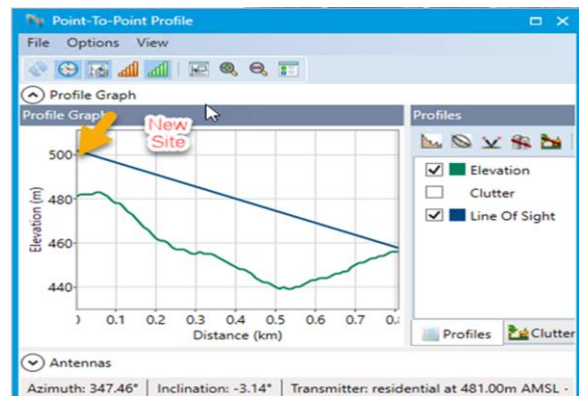 Point-To-Point Profile
File Options View
Profile Graph
Profile Graph
New
Site
Profiles
500
480
460
440
Elevation (m)
0.1 0.2 0.3 0.4 0.5 0.6 0.7
Distance (km)
Elevation
Clutter
Line Of Sight
Profiles Clutter
Antennas
Azimuth: 347.46° Inclination: -3.14° Transmitter: residential at 481.00m AMSL -